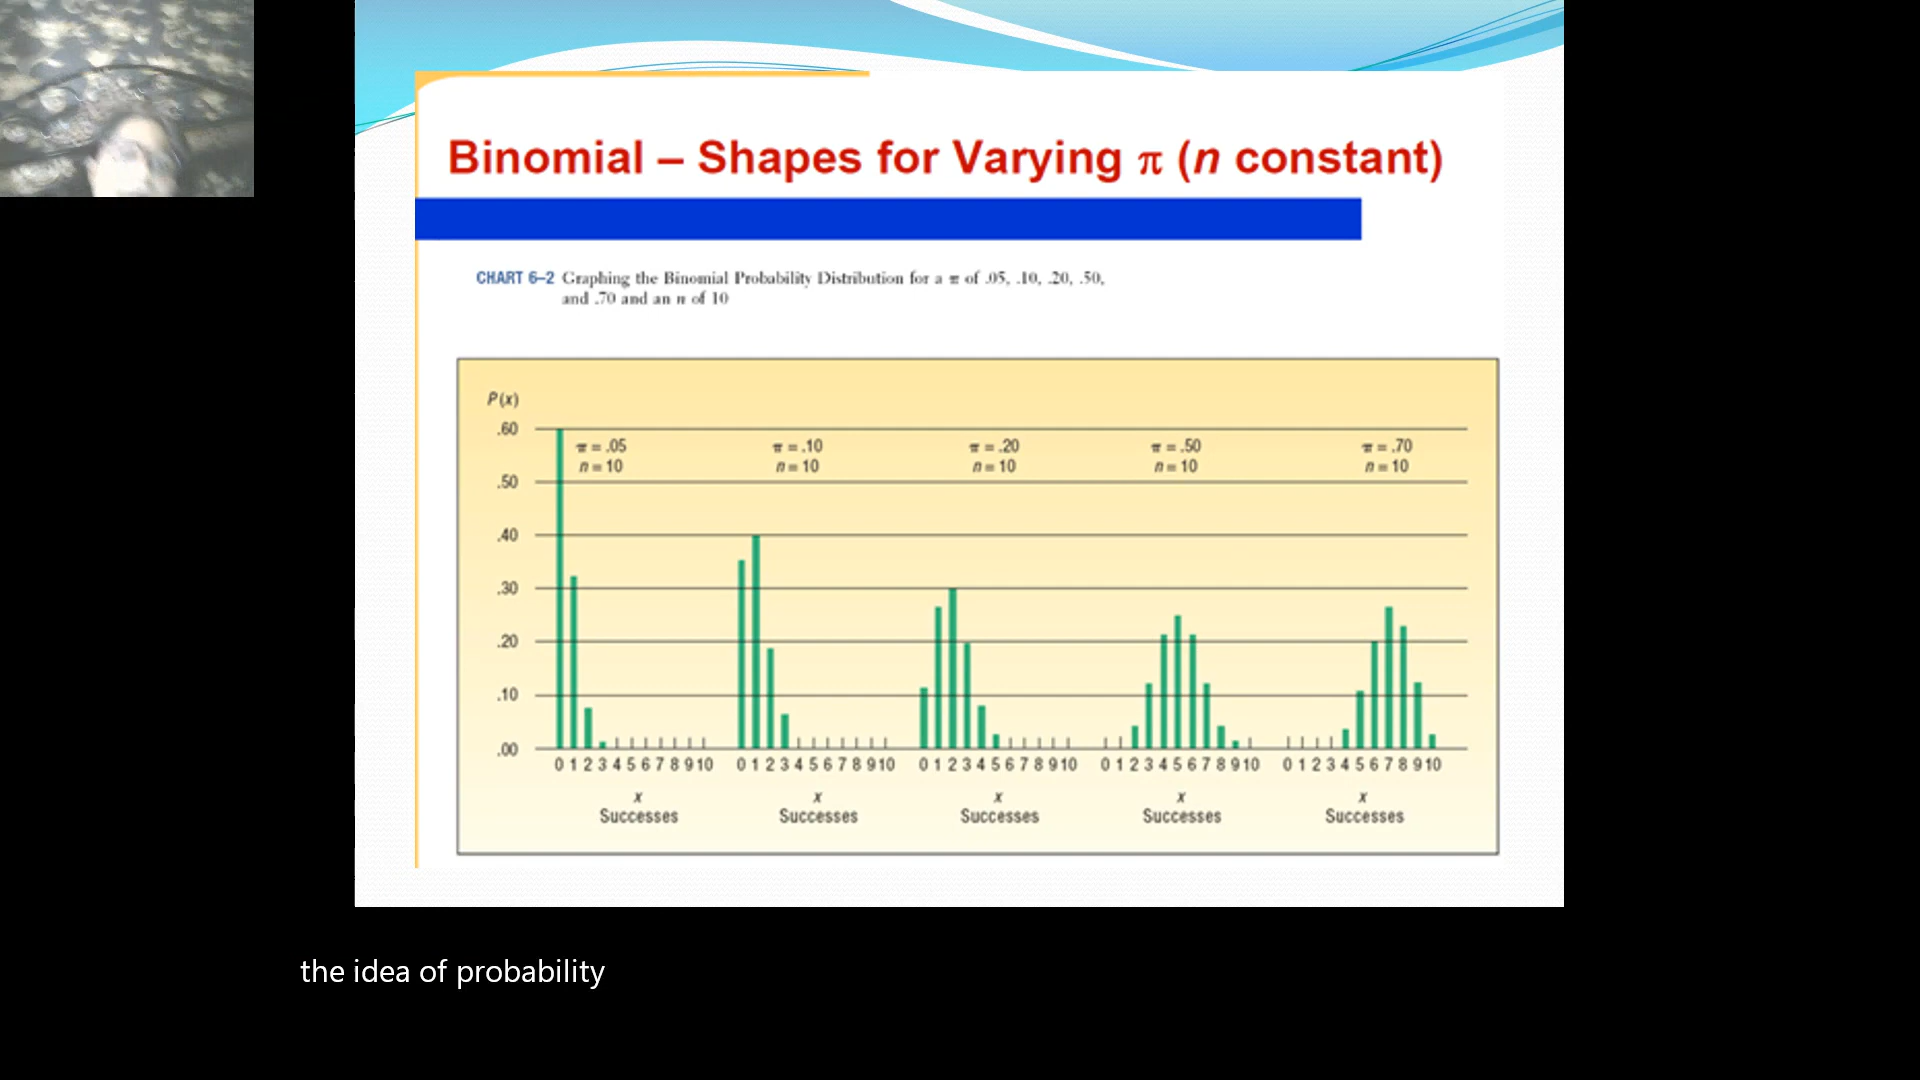 Binomial – Shapes for Varying π (n constant)
CHART 6–2 Graphing the Binomial Probability Distribution for a π of .05, .10, .20, .50,
and .70 and an n of 10
P(x)
.60
.50
.40
.30
.20
.10
.00
π = .05 π = .10 π = .20 π = .50 π = .70
n = 10 n = 10 n = 10 n = 10 n = 10
0 1 2 3 4 5 6 7 8 9 10 0 1 2 3 4 5 6 7 8 9 10 0 1 2 3 4 5 6 7 8 9 10 0 1 2 3 4 5 6 7 8 9 10 0 1 2 3 4 5 6 7 8 9 10
x x x x x
Successes Successes Successes Successes Successes
the idea of probability